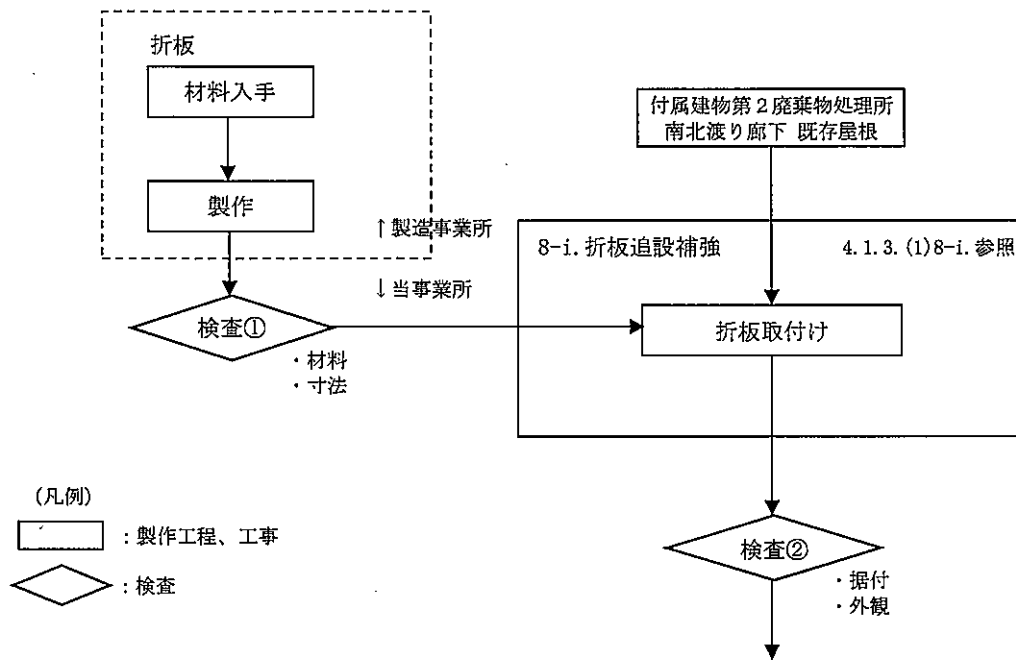 折板
材料入手
製作
↑製造事業所
↓当事業所
検査①
・材料
・寸法
付属建物第2廃棄物処理所
南北渡り廊下 既存屋根
8-i. 折板追設補強
4.1.3.(1)8-i.参照
折板取付け
検査②
・据付
・外観
(凡例)
：製作工程、工事
：検査